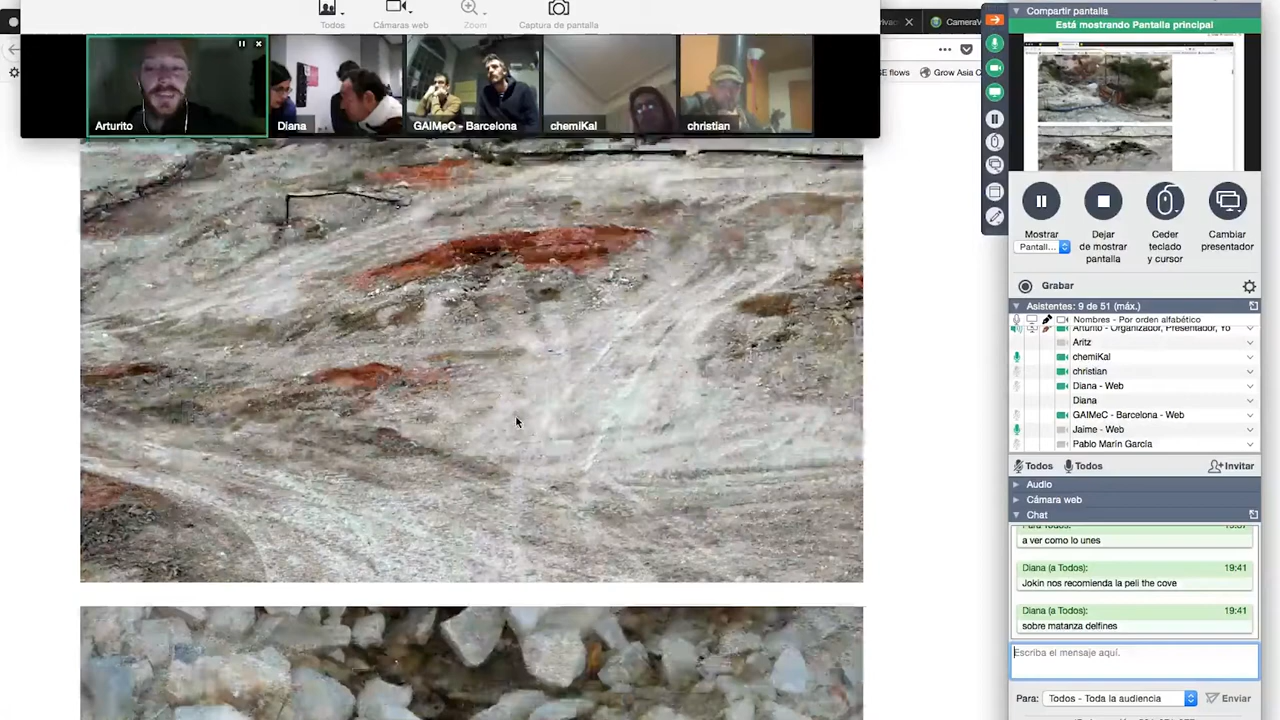 Todos
Cámaras web
Zoom
Captura de pantalla
Arturito
Diana
GAIMeC - Barcelona
chemiKal
christian
CameraV
SE flows
Grow Asia C
Compartir pantalla
Está mostrando Pantalla principal
Mostrar
Pantall...
Dejar
de mostrar
pantalla
Ceder
teclado
y cursor
Cambiar
presentador
Grabar
Asistentes: 9 de 51 (máx.)
Nombres - Por orden alfabético
Arturito - Organizador, Presentador, Yo
Aritz
chemiKal
christian
Diana - Web
Diana
GAIMeC - Barcelona - Web
Jaime - Web
Pablo Marin García
Todos
Todos
Invitar
Audio
Cámara web
Chat
a ver como lo unes
Diana (a Todos): 19:41
Jokin nos recomienda la peli the cove
Diana (a Todos): 19:41
sobre matanza delfines
Escriba el mensaje aquí.
Para: Todos - Toda la audiencia
Enviar